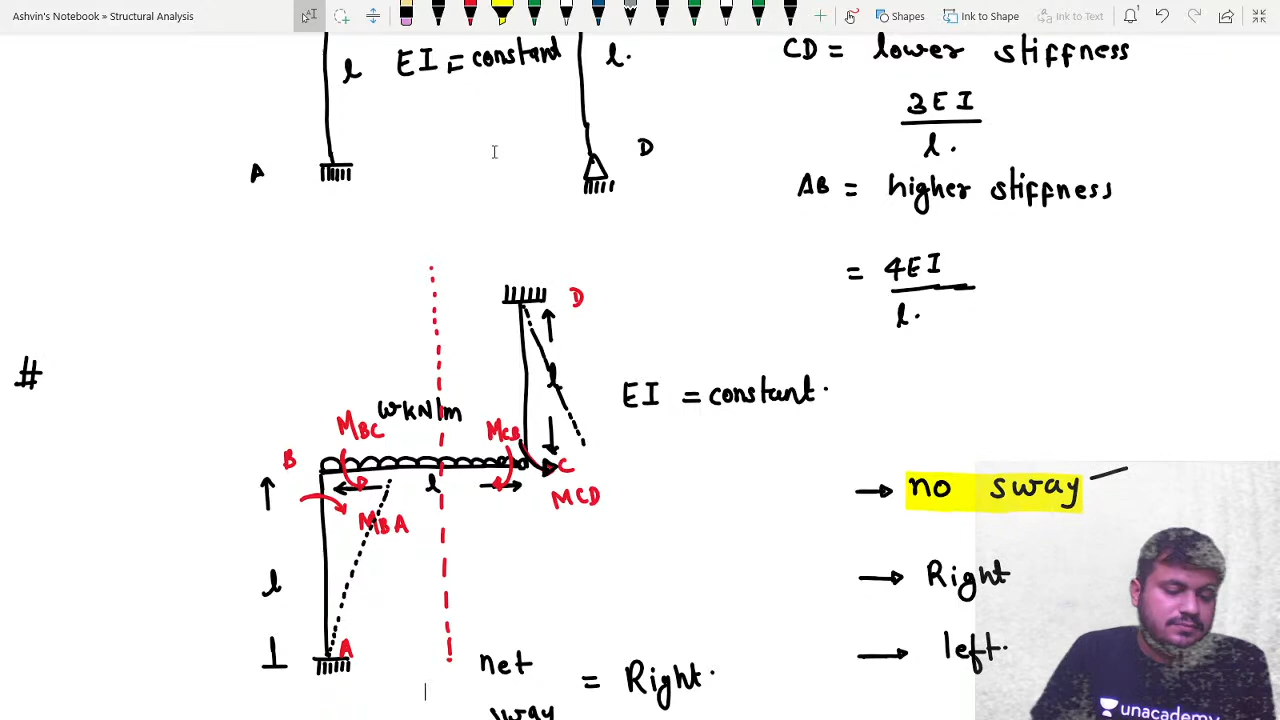 Ashvin's Notebook » Structural Analysis
Shapes
Ink to Shape
Ink to Text
l
EI = constant
l.
CD = lower stiffness
3EI
l.
A
D
AB = higher stiffness
= 4EI
l.
D
#
l
EI = constant.
wkN/m
MBC
MCB
B
C
l
MCD
MBA
→ no sway
l
→ Right
→ left.
A
net
sway
= Right.
unacademy